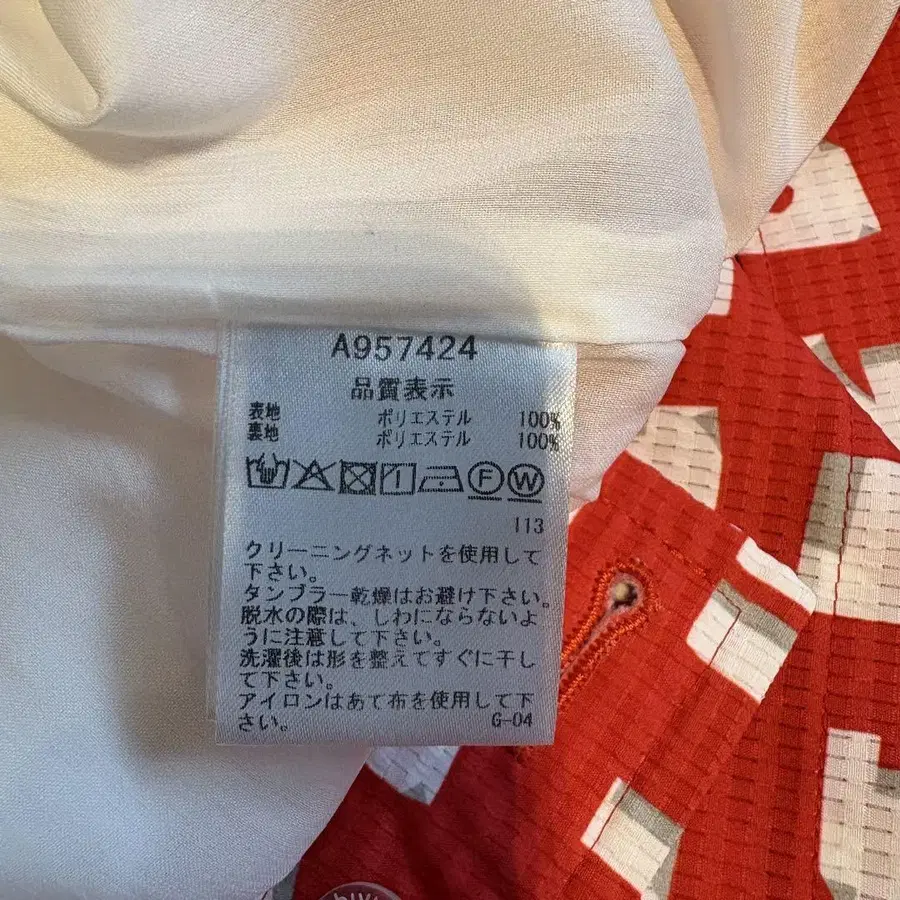 A957424
品質表示
表地 ポリエステル 100%
裏地 ポリエステル 100%
F W
113
クリーニングネットを使用して
下さい。
タンブラー乾燥はお避け下さい。
脱水の際は、しわにならないよ
うに注意して下さい。
洗濯後は形を整えてすぐに干し
て下さい。
アイロンはあて布を使用して下
さい。 G-04